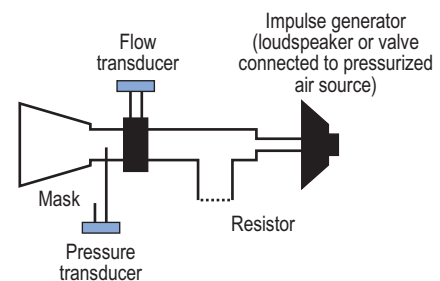 Impulse generator
(loudspeaker or valve
connected to pressurized
air source)
Flow
transducer
Mask
Resistor
Pressure
transducer